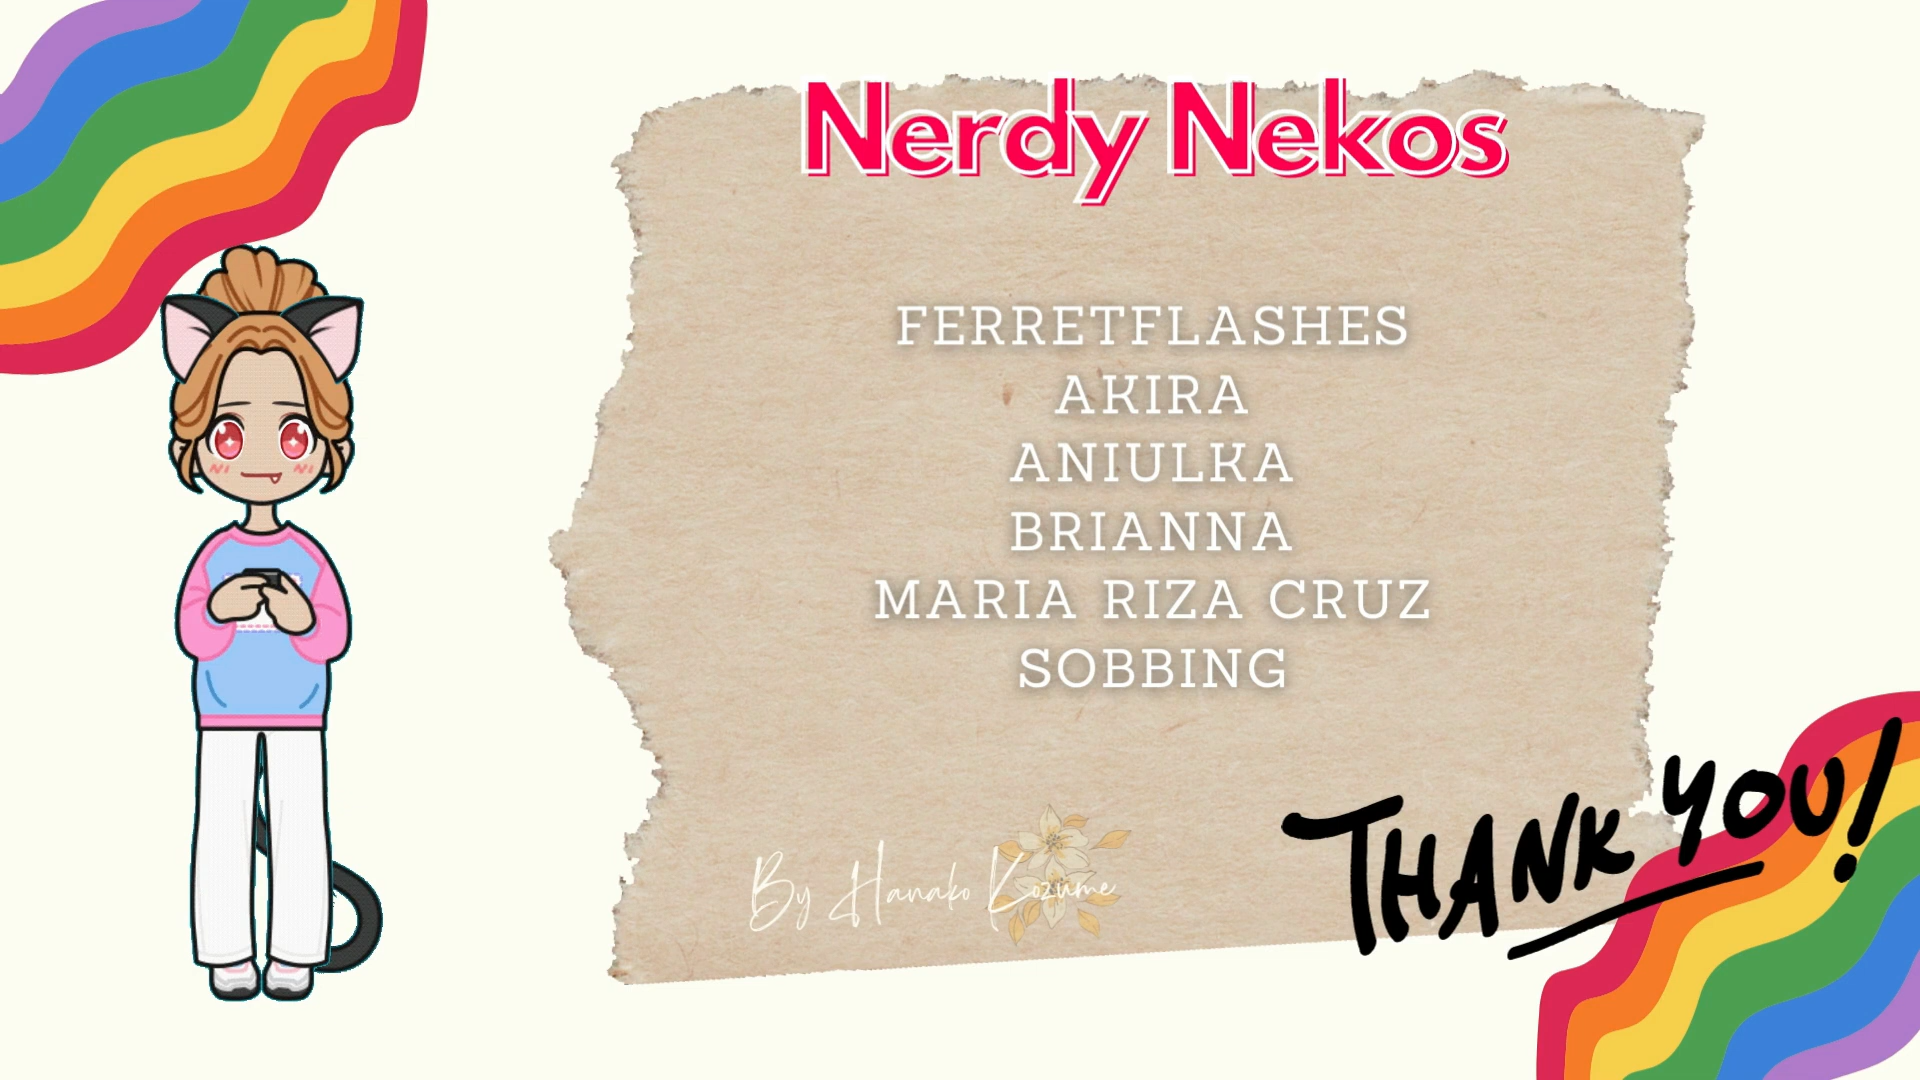 Nerdy Nekos
FERRETFLASHES
AKIRA
ANIULKA
BRIANNA
MARIA RIZA CRUZ
SOBBING
By Hanako Kozume
THANK YOU!